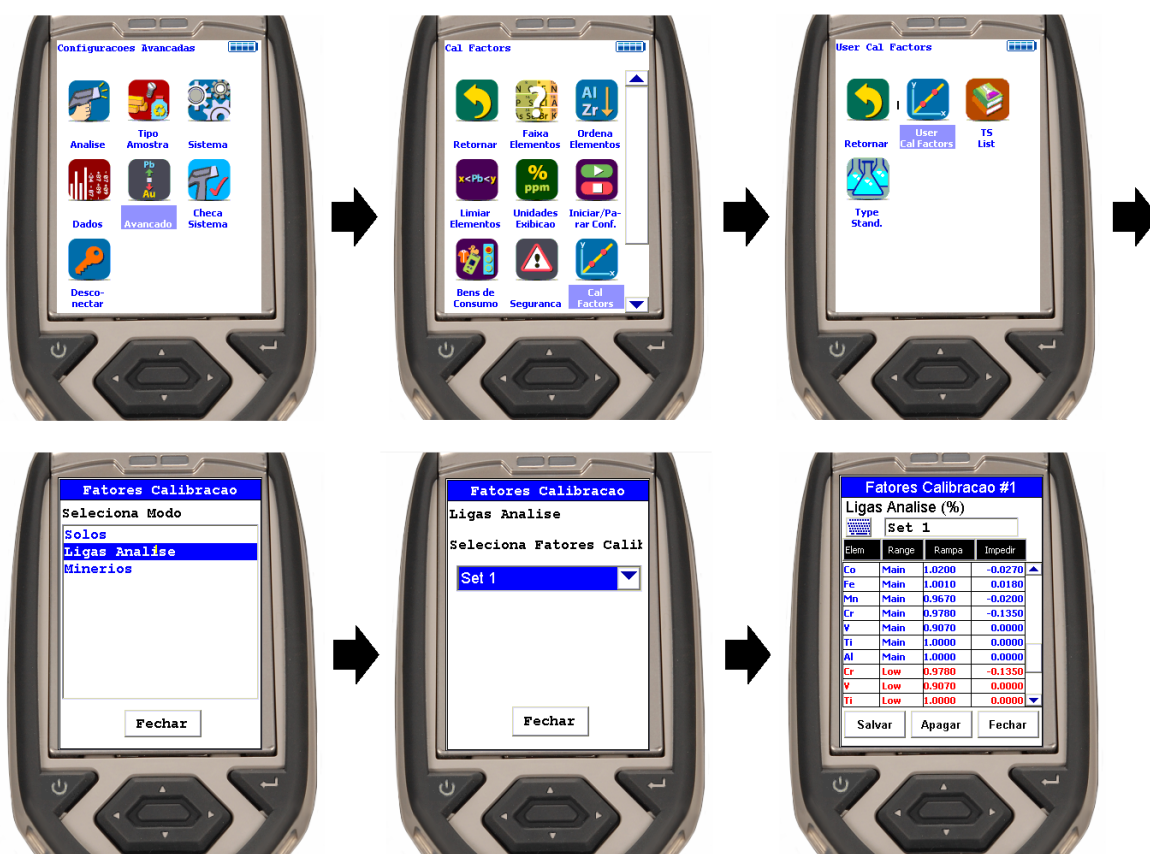 Configuracoes Avancadas
Analise
Tipo
Amostra
Sistema
Dados
Pb
Au
Avancado
Checa
Sistema
Desco-
nectar
Cal Factors
Retornar
Faixa
Elementos
Al
Zr
Ordena
Elementos
x<Pb<y
Limiar
Elementos
%
ppm
Unidades
Exibicao
Iniciar/Pa-
rar Conf.
Bens de
Consumo
Seguranca
Cal
Factors
User Cal Factors
Retornar
User
Cal Factors
TS
List
Type
Stand.
Fatores Calibracao
Seleciona Modo
Solos
Ligas Analise
Minerios
Fechar
Fatores Calibracao
Ligas Analise
Seleciona Fatores Calib
Set 1
Fechar
Fatores Calibracao #1
Ligas Analise (%)
Set 1
Elem Range Rampa Impedir
Co Main 1.0200 -0.0270
Fe Main 1.0010 0.0180
Mn Main 0.9670 -0.0200
Cr Main 0.9780 -0.1350
V Main 0.9070 0.0000
Ti Main 1.0000 0.0000
Al Main 1.0000 0.0000
Cr Low 0.9780 -0.1350
V Low 0.9070 0.0000
Ti Low 1.0000 0.0000
Salvar Apagar Fechar